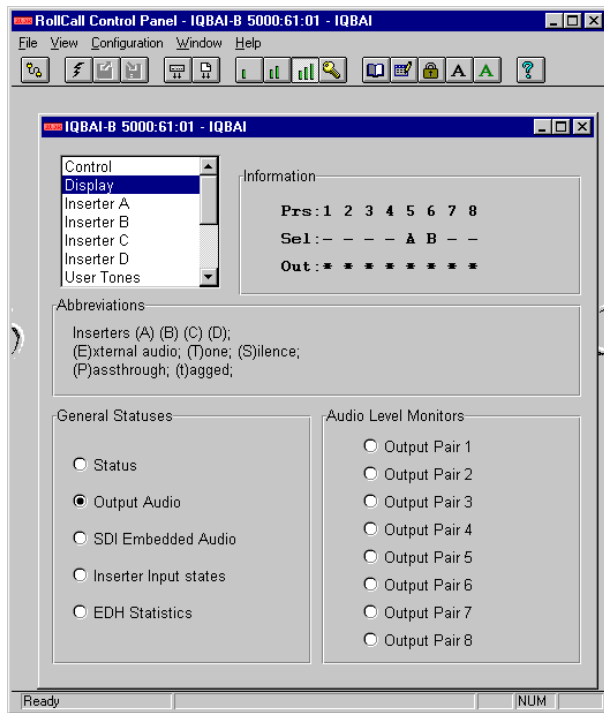 RollCall Control Panel - IQBAI-B 5000:61:01 - IQBAI
File View Configuration Window Help
A A ?
IQBAI-B 5000:61:01 - IQBAI
Control
Display
Inserter A
Inserter B
Inserter C
Inserter D
User Tones
Information
Prs:1 2 3 4 5 6 7 8
Sel:- - - - A B - -
Out:* * * * * * * *
Abbreviations
Inserters (A) (B) (C) (D);
(E)xternal audio; (T)one; (S)ilence;
(P)assthrough; (t)agged;
General Statuses
Status
Output Audio
SDI Embedded Audio
Inserter Input states
EDH Statistics
Audio Level Monitors
Output Pair 1
Output Pair 2
Output Pair 3
Output Pair 4
Output Pair 5
Output Pair 6
Output Pair 7
Output Pair 8
Ready
NUM